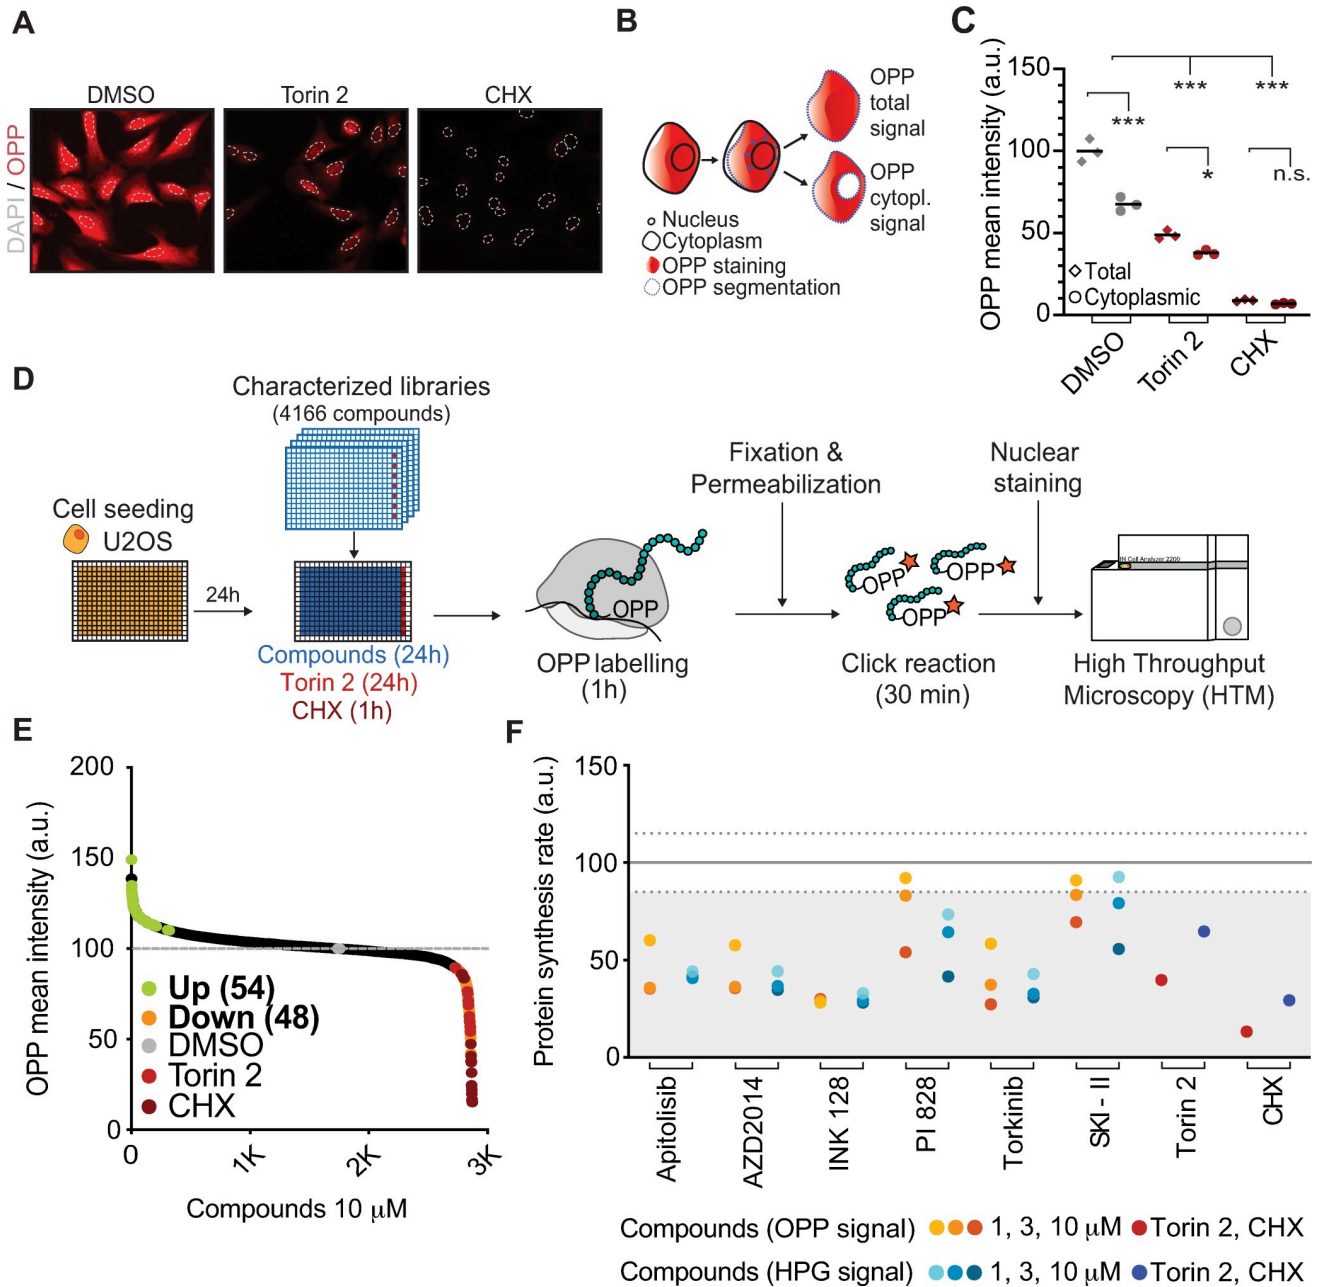 A
DMSO
Torin 2
CHX
DAPI / OPP
B
OPP
total
signal
OPP
cytopl.
signal
Nucleus
Cytoplasm
OPP staining
OPP segmentation
C
OPP mean intensity (a.u.)
150
100
50
0
***
***
***
*
n.s.
Total
Cytoplasmic
DMSO
Torin 2
CHX
D
Characterized libraries
(4166 compounds)
Cell seeding
U2OS
24h
Compounds (24h)
Torin 2 (24h)
CHX (1h)
OPP
OPP labelling
(1h)
Fixation &
Permeabilization
OPP
OPP
OPP
Click reaction
(30 min)
Nuclear
staining
IN Cell Analyzer 2200
High Throughput
Microscopy (HTM)
E
OPP mean intensity (a.u.)
200
150
100
50
0
Up (54)
Down (48)
DMSO
Torin 2
CHX
0
1K
2K
3K
Compounds 10 µM
F
Protein synthesis rate (a.u.)
150
100
50
0
Apitolisib
AZD2014
INK 128
PI 828
Torkinib
SKI - II
Torin 2
CHX
Compounds (OPP signal) 1, 3, 10 µM Torin 2, CHX
Compounds (HPG signal) 1, 3, 10 µM Torin 2, CHX